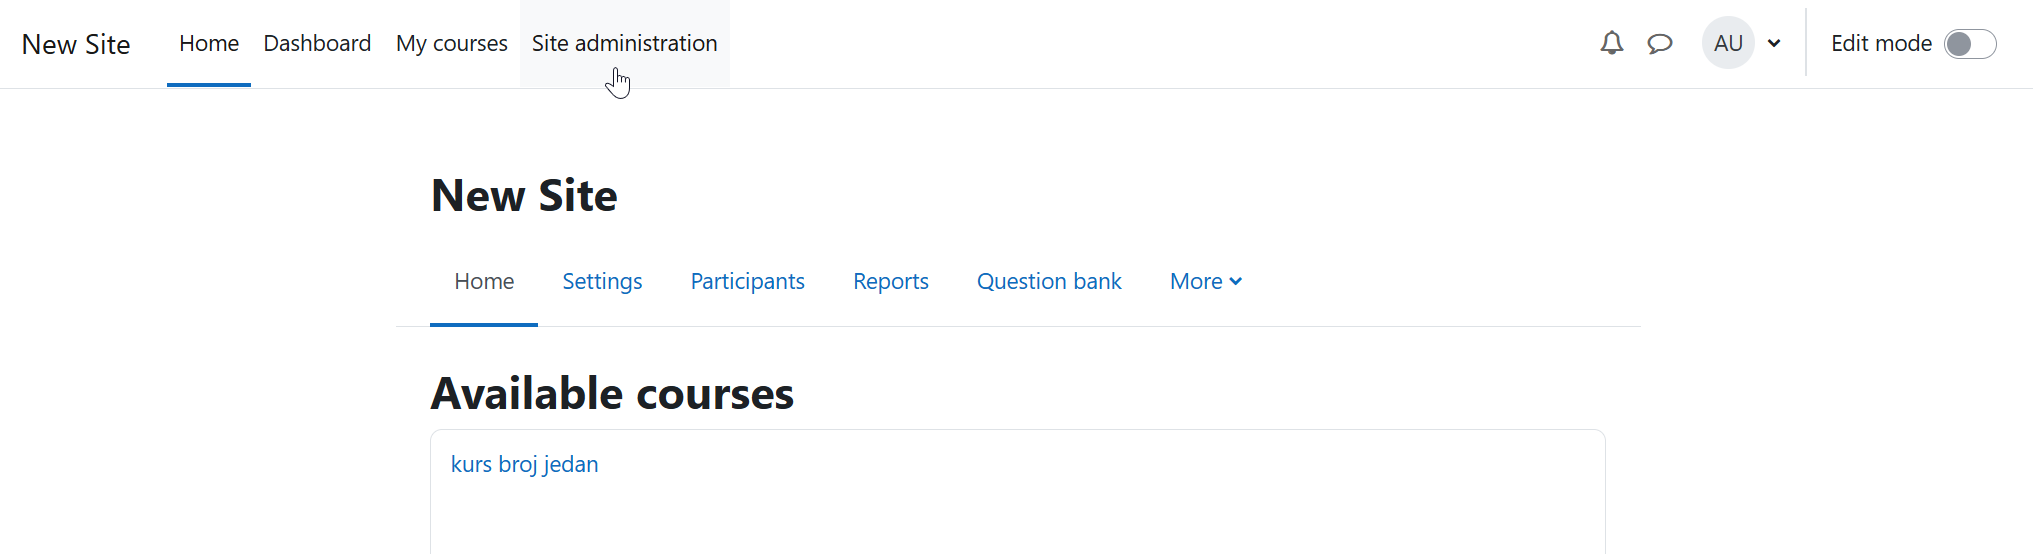 New Site Home Dashboard My courses Site administration AU Edit mode
New Site
Home Settings Participants Reports Question bank More
Available courses
kurs broj jedan